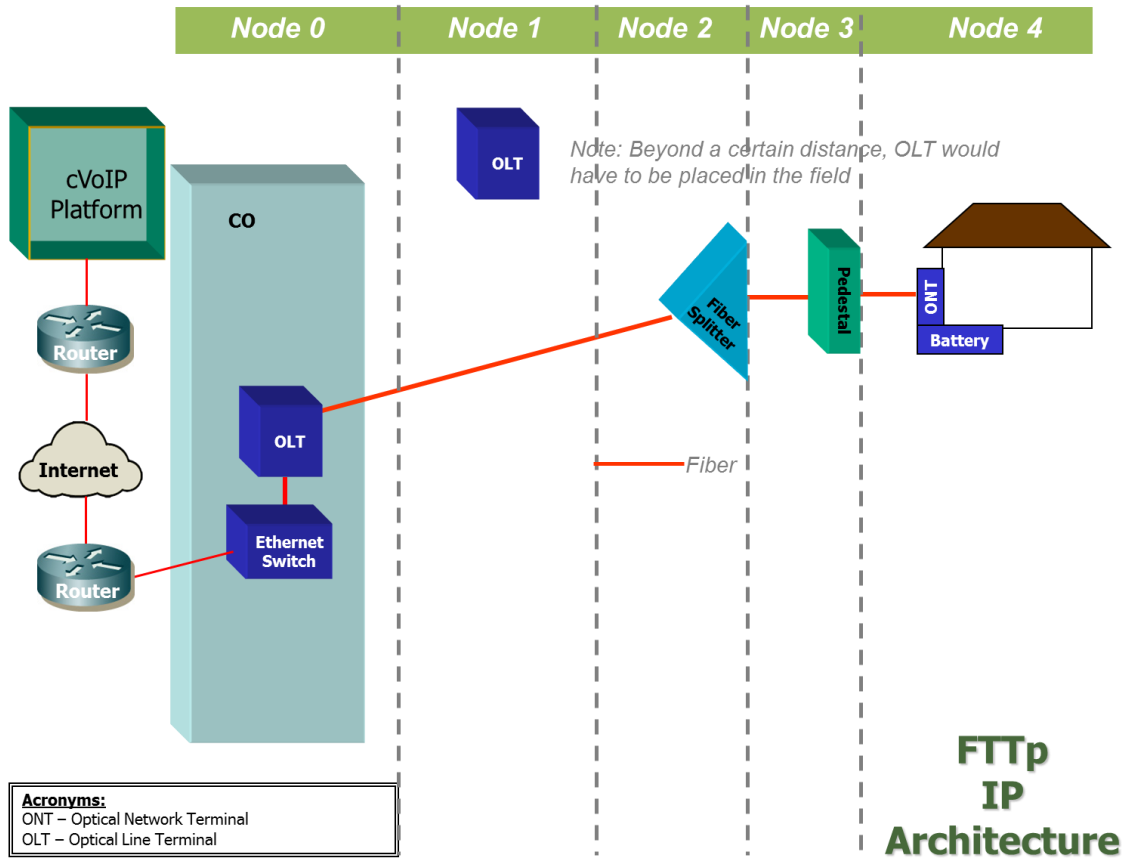 Node 0
Node 1
Node 2
Node 3
Node 4
cVoIP
Platform
CO
OLT
Note: Beyond a certain distance, OLT would
have to be placed in the field
Router
Internet
Router
OLT
Ethernet
Switch
Fiber
Splitter
Pedestal
ONT
Battery
Fiber
FTTp
IP
Architecture
Acronyms:
ONT – Optical Network Terminal
OLT – Optical Line Terminal